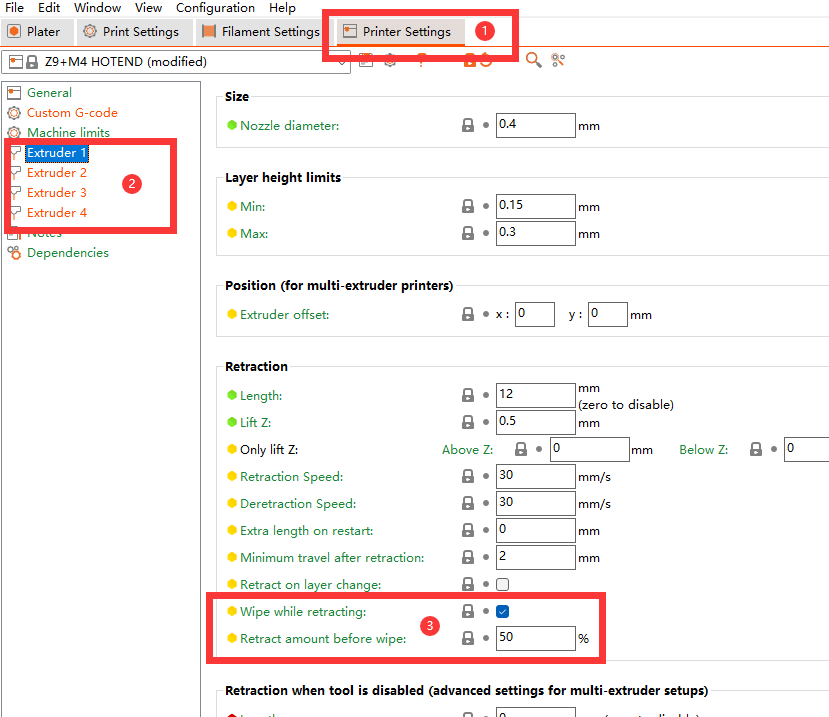 File Edit Window View Configuration Help
Plater Print Settings Filament Settings Printer Settings 1
Z9+M4 HOTEND (modified)
General
Custom G-code
Machine limits
Extruder 1
Extruder 2
2
Extruder 3
Extruder 4
Notes
Dependencies
Size
Nozzle diameter: 0.4 mm
Layer height limits
Min: 0.15 mm
Max: 0.3 mm
Position (for multi-extruder printers)
Extruder offset: x : 0 y : 0 mm
Retraction
Length: 12 mm
(zero to disable)
Lift Z: 0.5 mm
Only lift Z: Above Z: 0 mm Below Z: 0
Retraction Speed: 30 mm/s
Deretraction Speed: 30 mm/s
Extra length on restart: 0 mm
Minimum travel after retraction: 2 mm
Retract on layer change:
Wipe while retracting:
3
Retract amount before wipe: 50 %
Retraction when tool is disabled (advanced settings for multi-extruder setups)